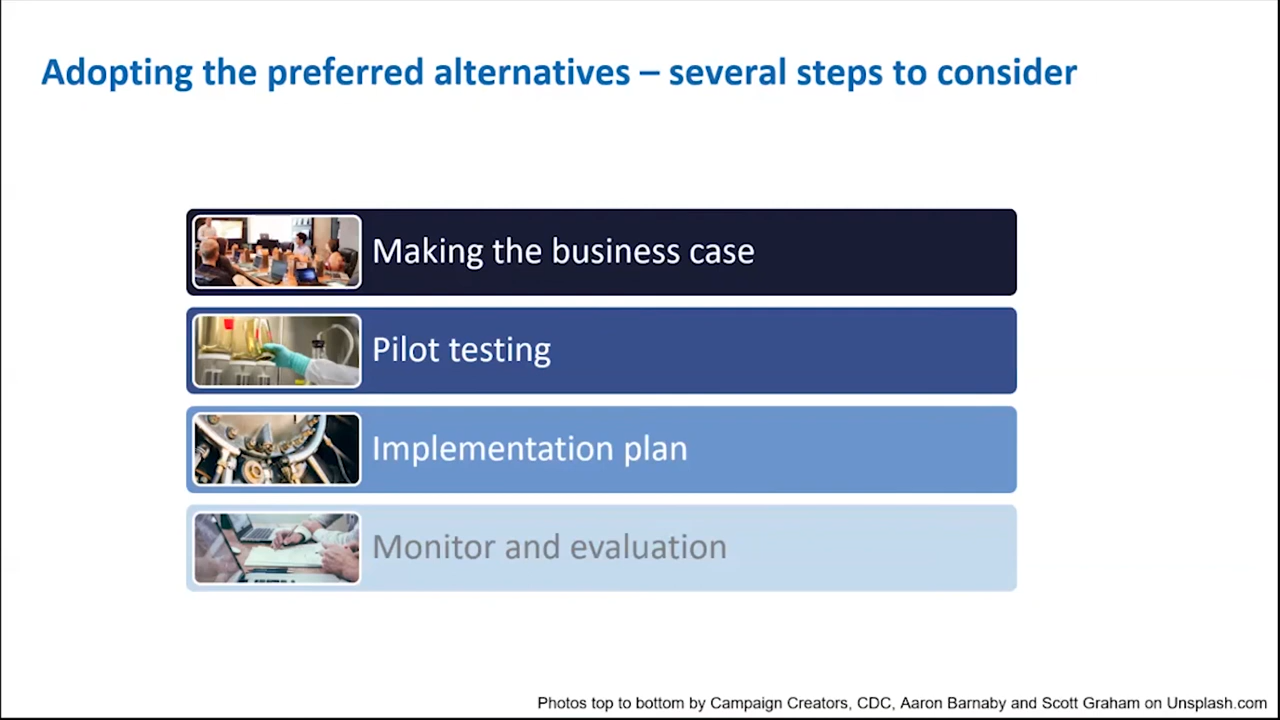 Adopting the preferred alternatives – several steps to consider
Making the business case
Pilot testing
Implementation plan
Monitor and evaluation
Photos top to bottom by Campaign Creators, CDC, Aaron Barnaby and Scott Graham on Unsplash.com